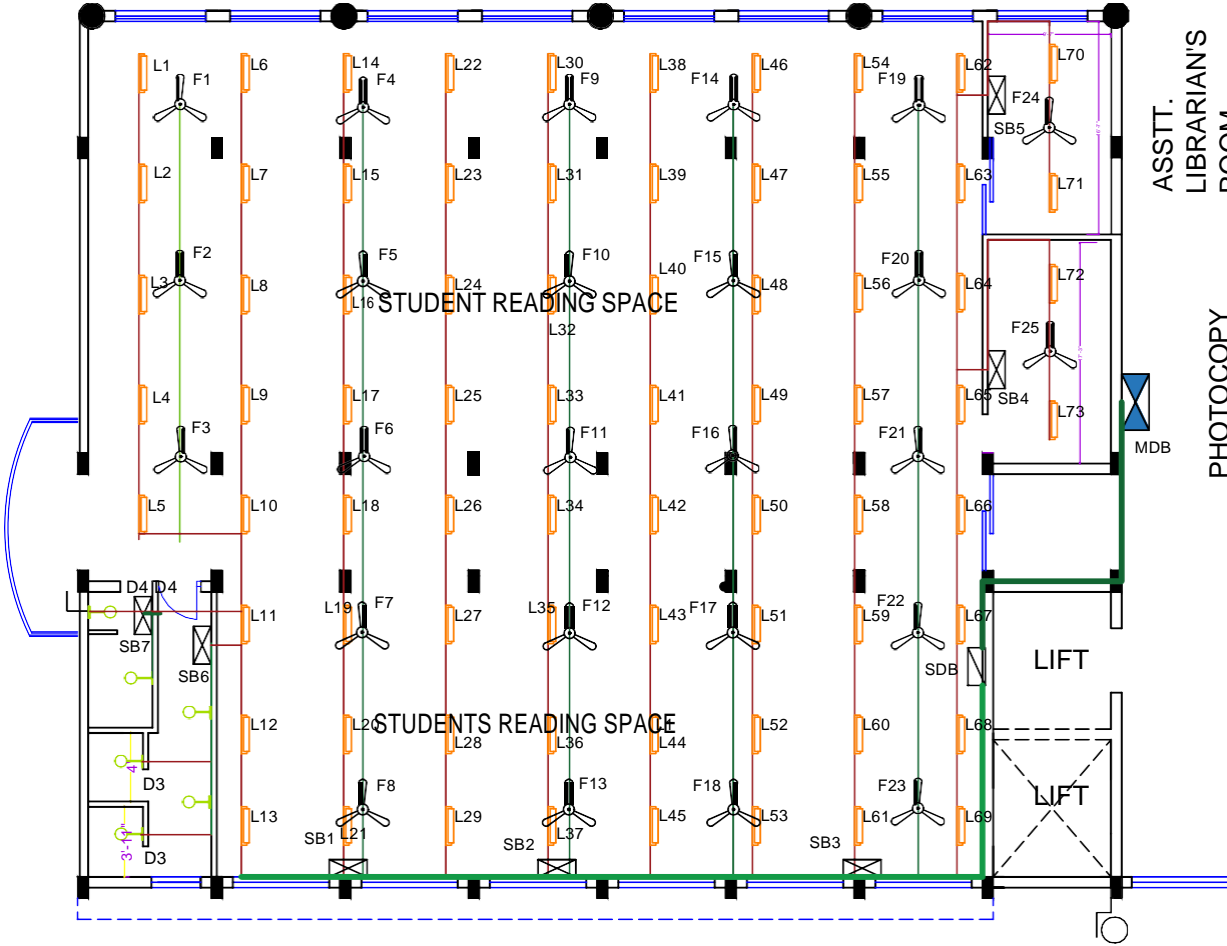 L1 L6 L14 L22 L30 L38 L46 L54 L62 L70
F1 F4 F9 F14 F19 F24
SB5
ASSTT.
LIBRARIAN'S
ROOM
L2 L7 L15 L23 L31 L39 L47 L55 L63 L71
F2 F5 F10 F15 F20
L3 L8 L16 L24 L32 L40 L48 L56 L64 L72
STUDENT READING SPACE
F25
SB4
L4 L9 L17 L25 L33 L41 L49 L57 L65 L73
F3 F6 F11 F16 F21
MDB
PHOTOCOPY
L5 L10 L18 L26 L34 L42 L50 L58 L66
D4 D4
F7 F12 F17 F22
L11 L19 L27 L35 L43 L51 L59 L67
SB7
SB6
SDB
LIFT
L12 L20 L28 L36 L44 L52 L60 L68
STUDENTS READING SPACE
4'
D3
F8 F13 F18 F23
LIFT
L13 L21 L29 L37 L45 L53 L61 L69
SB1 SB2 SB3
3'-11"
D3